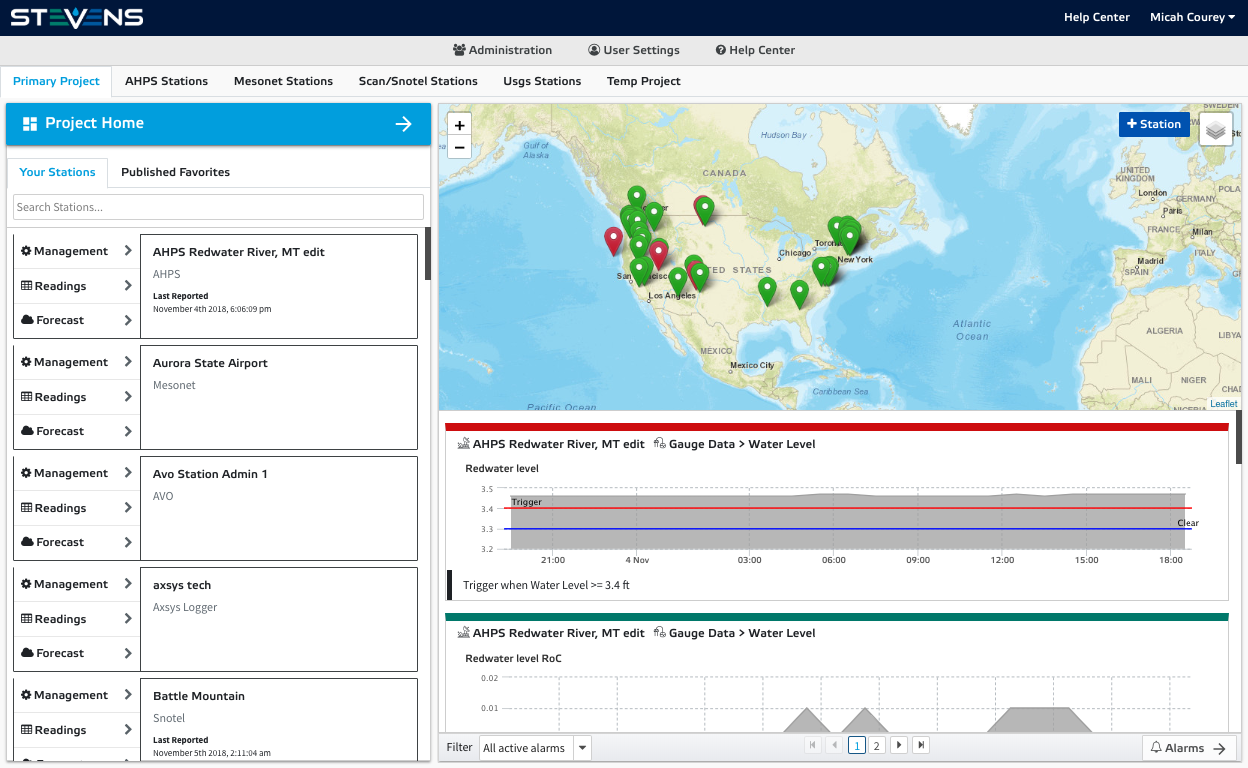 STEVENS
Help Center
Micah Courey
Administration
User Settings
Help Center
Primary Project
AHPS Stations
Mesonet Stations
Scan/Snotel Stations
Usgs Stations
Temp Project
Project Home
Your Stations
Published Favorites
Search Stations...
Management
Readings
Forecast
AHPS Redwater River, MT edit
AHPS
Last Reported
November 4th 2018, 6:06:09 pm
Management
Readings
Forecast
Aurora State Airport
Mesonet
Management
Readings
Forecast
Avo Station Admin 1
AVO
Management
Readings
Forecast
axsys tech
Axsys Logger
Management
Readings
Battle Mountain
Snotel
Last Reported
November 5th 2018, 2:11:04 am
+
−
+ Station
SWEDEN
Hudson Bay
Gulf of
Alaska
CANADA
UNITED
KINGDOM
London
POLA
GERMANY
Paris
FRANCE
Milan
ITALY
Madrid
SPAIN
Toron
New York
Chicago
TED STATES
Los Angeles
Atlantic
Ocean
ALGERIA
LIBYA
MÉXICO
Mexico City
Caribbean Sea
MALI
NIGER
CHAD
NIGERIA
Pacific Ocean
Leaflet
AHPS Redwater River, MT edit Gauge Data > Water Level
Redwater level
3.5
Trigger
3.4
Clear
3.3
3.2
21:00 4 Nov 03:00 06:00 09:00 12:00 15:00 18:00
Trigger when Water Level >= 3.4 ft
AHPS Redwater River, MT edit Gauge Data > Water Level
Redwater level RoC
0.02
0.01
Filter
All active alarms
1
2
Alarms